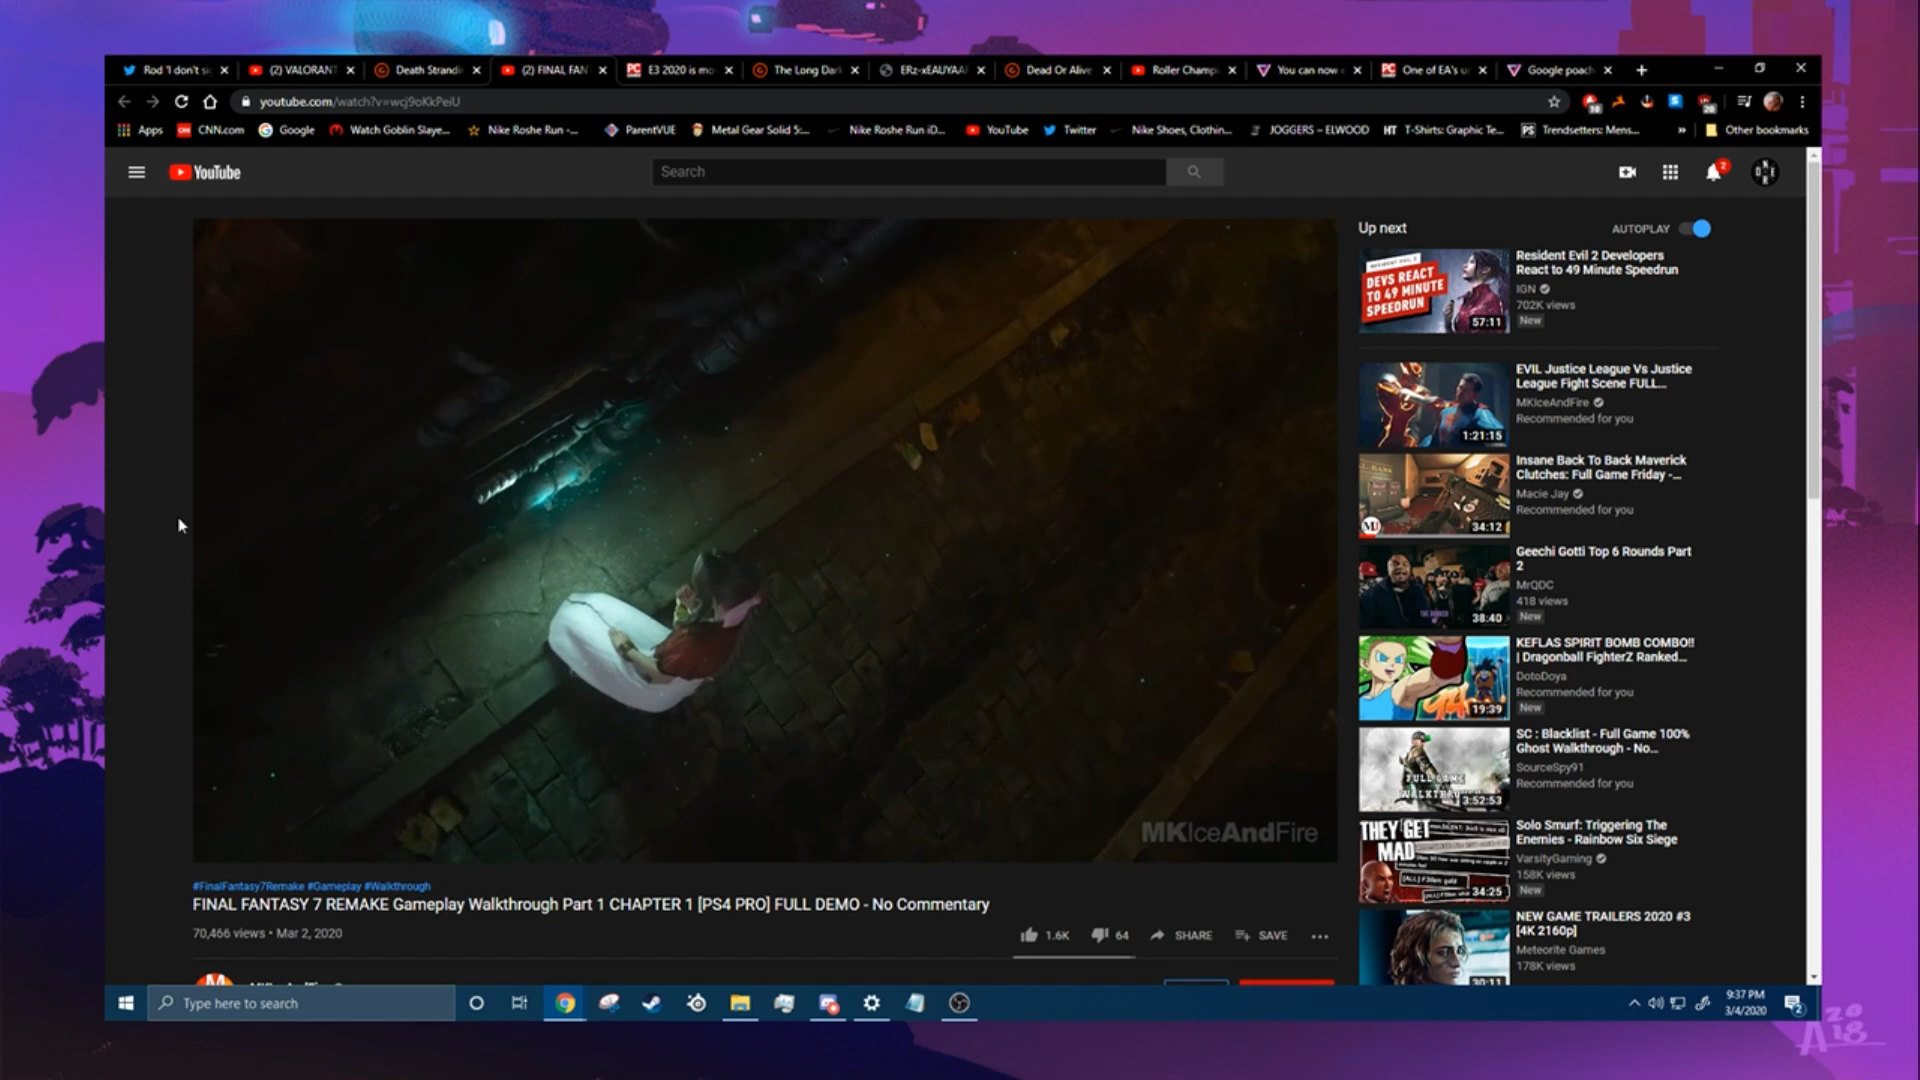 Rod 'I don't si
(2) VALORANT
Death Strandi
(2) FINAL FAN
E3 2020 is mo
The Long Dar
ERz-xEAUYAA
Dead Or Alive
Roller Champ
You can now
One of EA's u
Google poach
youtube.com/watch?v=wcj9oKkPeiU
Apps
CNN.com
Google
Watch Goblin Slaye...
Nike Roshe Run -...
ParentVUE
Metal Gear Solid 5:...
Nike Roshe Run iD...
YouTube
Twitter
Nike Shoes, Clothin...
JOGGERS – ELWOOD
HT T-Shirts: Graphic Te...
PS Trendsetters: Mens...
»
Other bookmarks
YouTube
Search
2
Up next
AUTOPLAY
DEVS REACT
TO 49 MINUTE
SPEEDRUN
57:11
Resident Evil 2 Developers
React to 49 Minute Speedrun
IGN
702K views
New
1:21:15
EVIL Justice League Vs Justice
League Fight Scene FULL...
MKIceAndFire
Recommended for you
34:12
Insane Back To Back Maverick
Clutches: Full Game Friday -...
Macie Jay
Recommended for you
38:40
Geechi Gotti Top 6 Rounds Part
2
MrQDC
418 views
New
19:39
KEFLAS SPIRIT BOMB COMBO!!
| Dragonball FighterZ Ranked...
DotoDoya
Recommended for you
New
FULL GAME
WALKTHRO
3:52:53
SC : Blacklist - Full Game 100%
Ghost Walkthrough - No...
SourceSpy91
Recommended for you
THEY GET
MAD
34:25
Solo Smurf: Triggering The
Enemies - Rainbow Six Siege
VarsityGaming
158K views
New
30:11
NEW GAME TRAILERS 2020 #3
[4K 2160p]
Meteorite Games
178K views
MKIceAndFire
#FinalFantasy7Remake #Gameplay #Walkthrough
FINAL FANTASY 7 REMAKE Gameplay Walkthrough Part 1 CHAPTER 1 [PS4 PRO] FULL DEMO - No Commentary
70,466 views • Mar 2, 2020
1.6K
64
SHARE
SAVE
Type here to search
9:37 PM
3/4/2020
2
A 2018